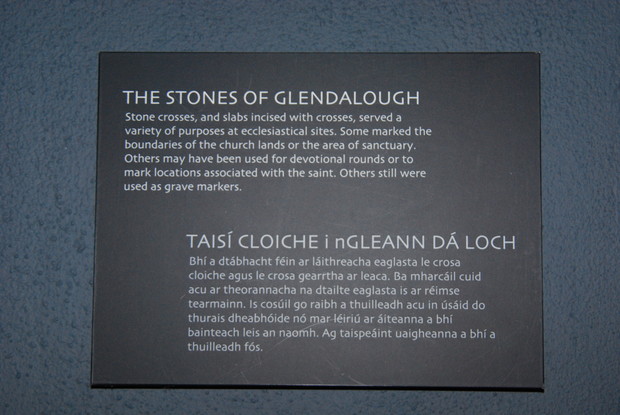 THE STONES OF GLENDALOUGH
Stone crosses, and slabs incised with crosses, served a
variety of purposes at ecclesiastical sites. Some marked the
boundaries of the church lands or the area of sanctuary.
Others may have been used for devotional rounds or to
mark locations associated with the saint. Others still were
used as grave markers.
TAISÍ CLOICHE i nGLEANN DÁ LOCH
Bhí a dtábhacht féin ar láithreacha eaglasta le crosa
cloiche agus le crosa gearrtha ar leaca. Ba mharcáil cuid
acu ar theorannacha na dtailte eaglasta is ar réimse
tearmainn. Is cosúil go raibh a thuilleadh acu in úsáid do
thurais dheabhóide nó mar léiriú ar áiteanna a bhí
bainteach leis an naomh. Ag taispeáint uaigheanna a bhí a
thuilleadh fós.